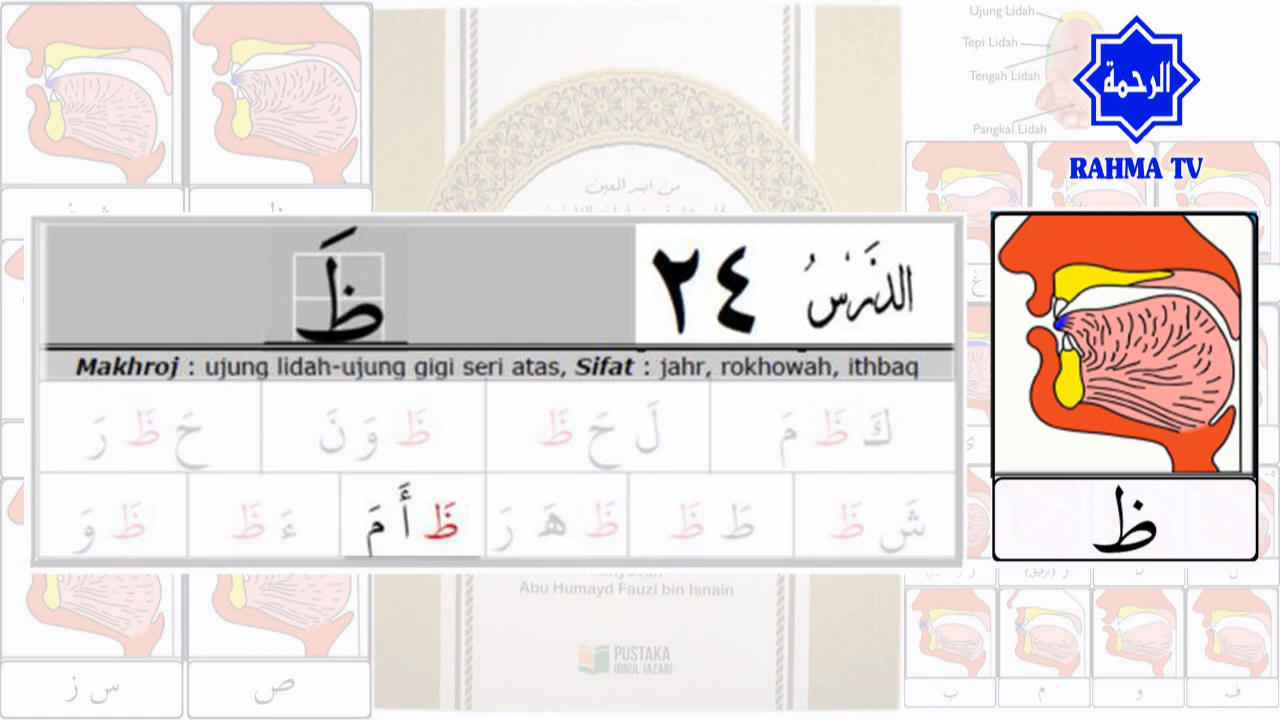 Ujung Lidah
Tepi Lidah
Tengah Lidah
Pangkal Lidah
الرحمة
RAHMA TV
ظَ
الدَّرْسُ ٢٤
Makhroj : ujung lidah-ujung gigi seri atas, Sifat : jahr, rokhowah, ithbaq
كَ ظَ مَ
لَ حَ ظَ
ظَ وَ نَ
حَ ظَ رَ
شَ ظَ
طَ ظَ
ظَ هَ رَ
ظَ أَ مَ
ءَ ظَ
ظَ وَ
ظ
Abu Humayd Fauzi bin Isnain
PUSTAKA
IBNUL JAZARI
س ز
ص
ب
م
و
ف